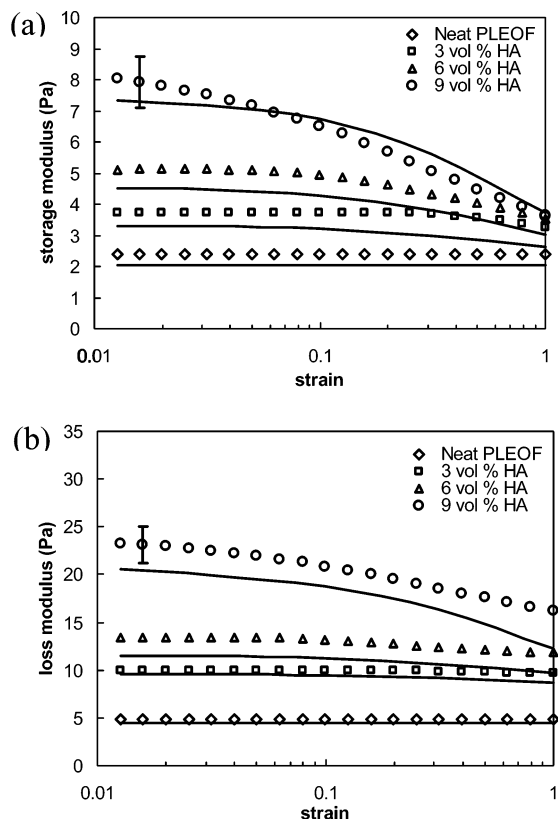 (a)
storage modulus (Pa)
10
9
8
7
6
5
4
3
2
1
0
Neat PLEOF
3 vol % HA
6 vol % HA
9 vol % HA
0.01
0.1
1
strain
(b)
loss modulus (Pa)
35
30
25
20
15
10
5
0
Neat PLEOF
3 vol % HA
6 vol % HA
9 vol % HA
0.01
0.1
1
strain